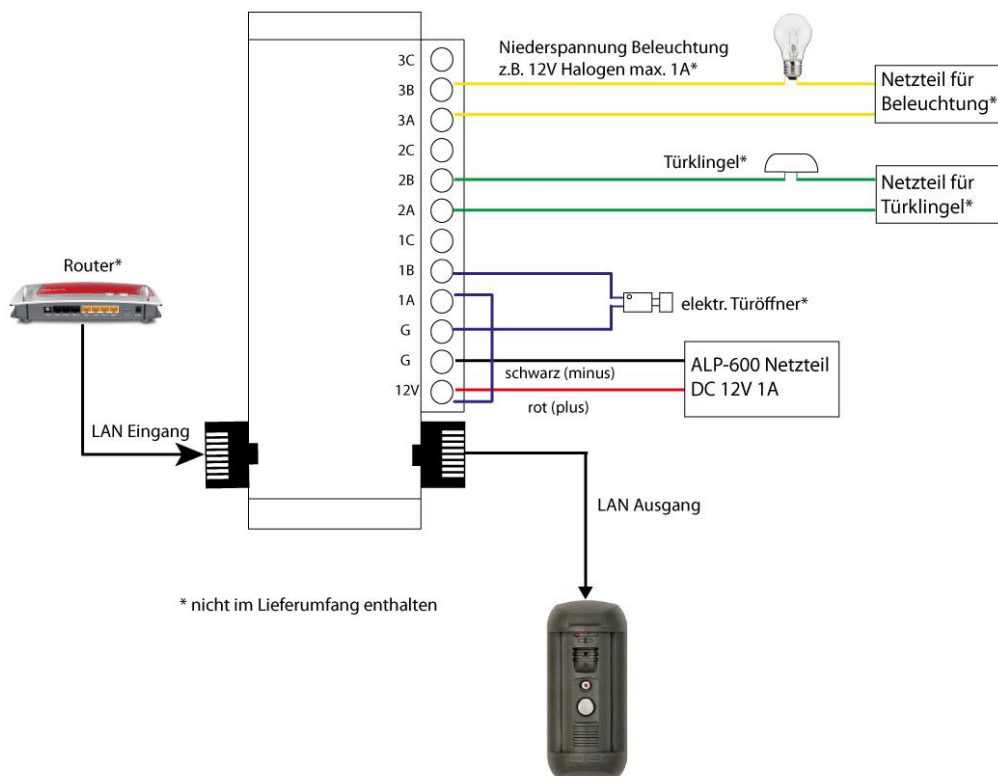 3C
Niederspannung Beleuchtung
z.B. 12V Halogen max. 1A*
3B
Netzteil für
Beleuchtung*
3A
2C
Türklingel*
2B
Netzteil für
Türklingel*
2A
1C
Router*
1B
1A
elektr. Türöffner*
G
G
schwarz (minus)
ALP-600 Netzteil
DC 12V 1A
12V
rot (plus)
LAN Eingang
LAN Ausgang
* nicht im Lieferumfang enthalten